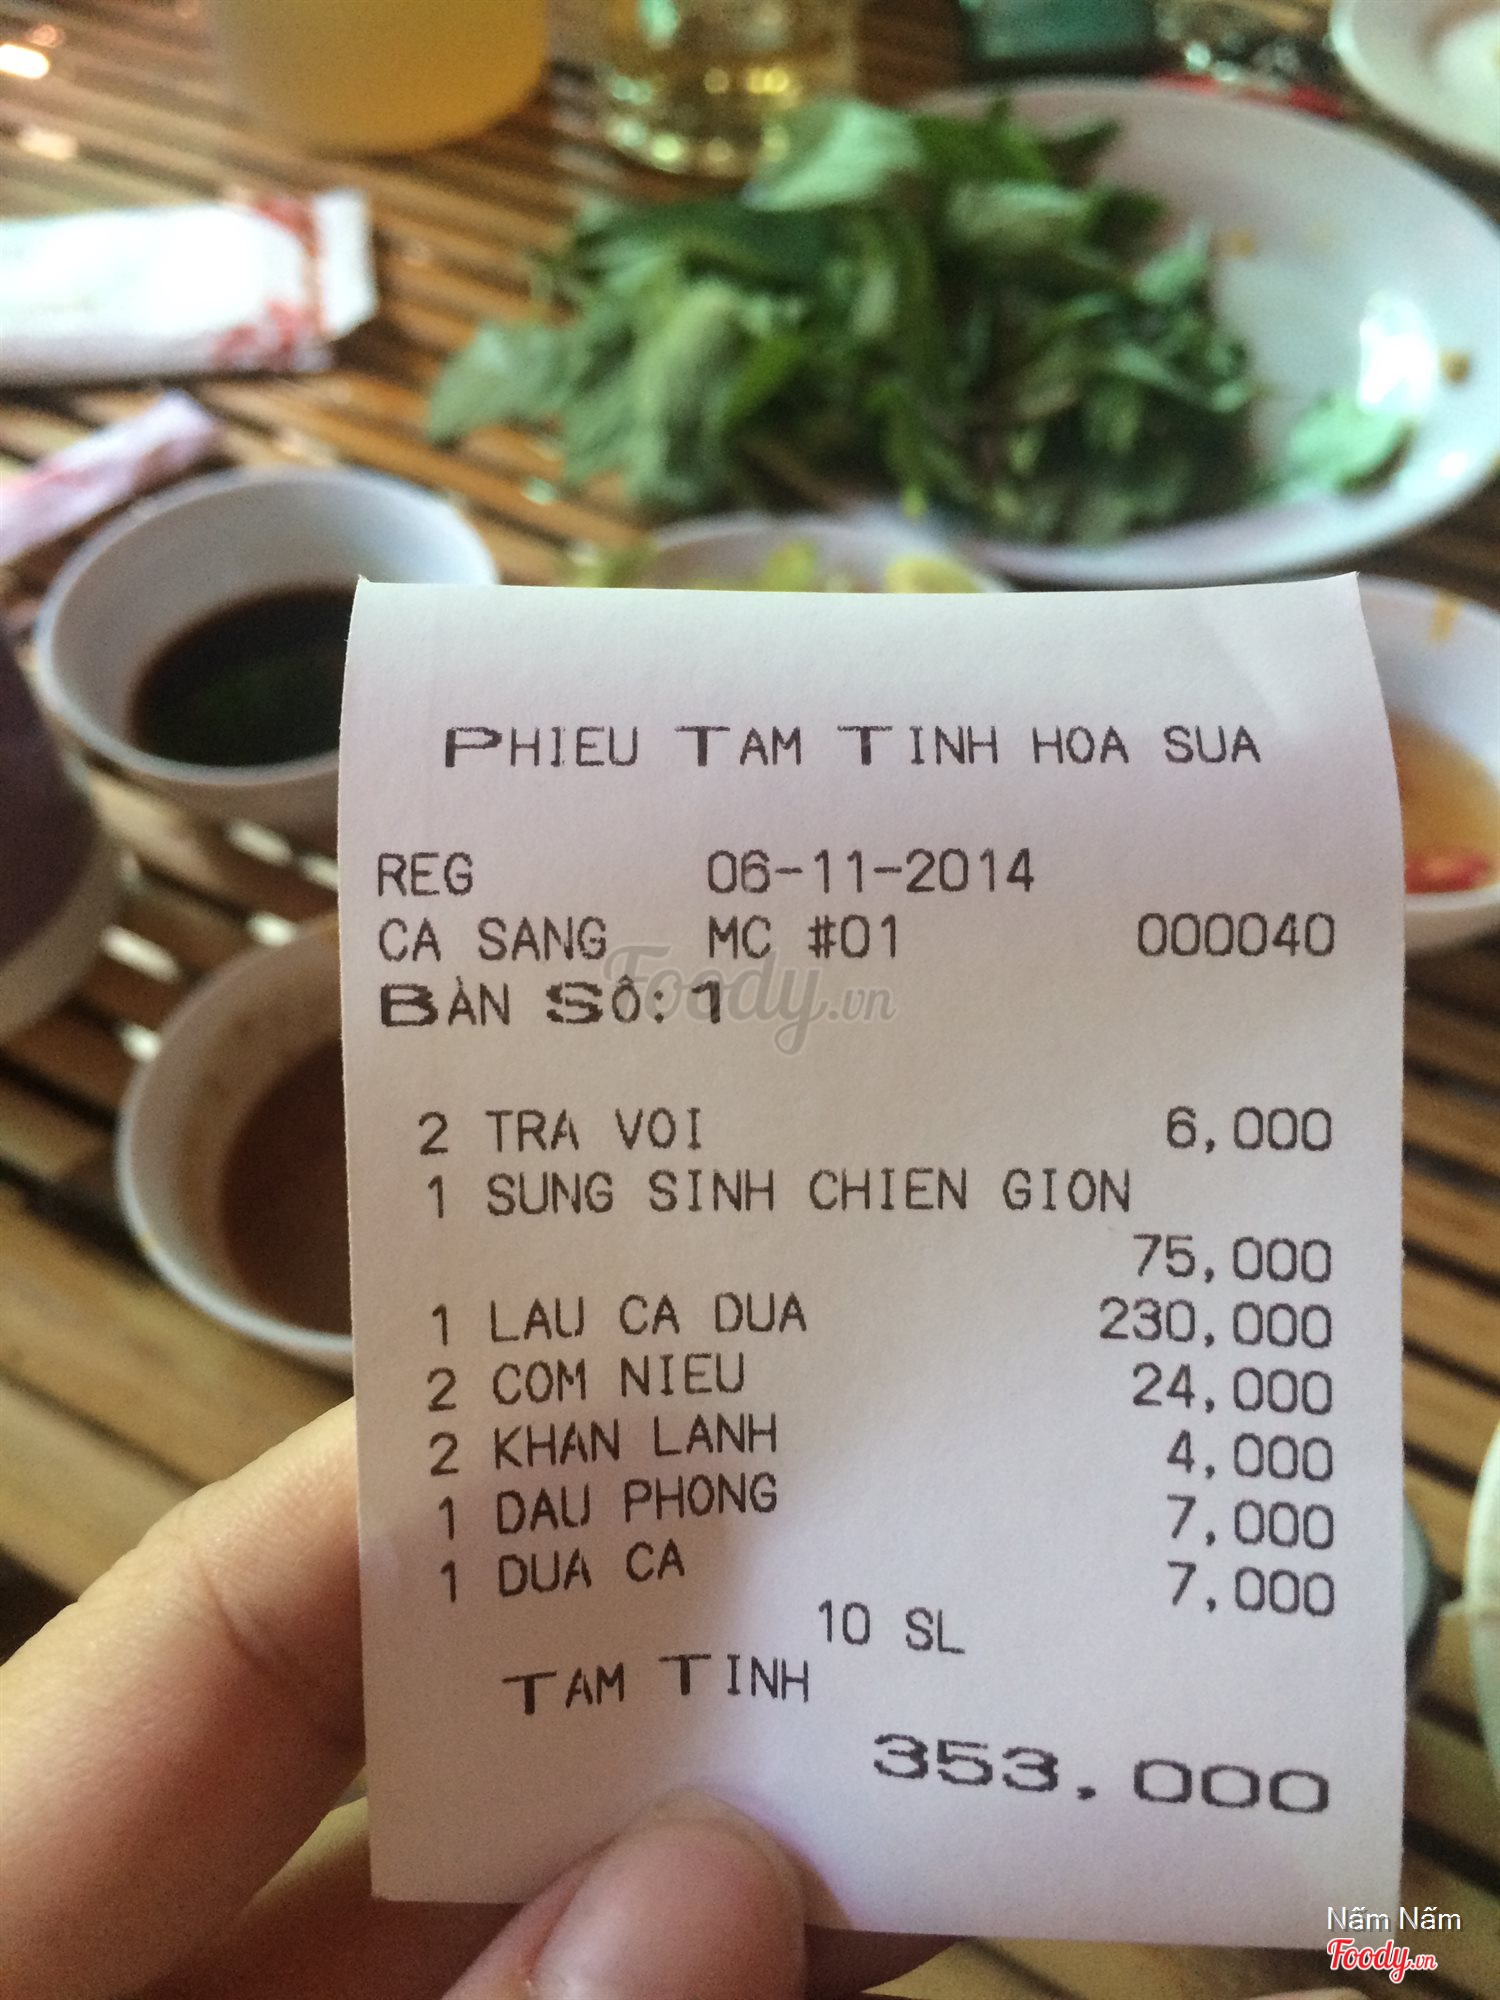 PHIEU TAM TINH HOA SUA
REG 06-11-2014
CA SANG MC #01 000040
BÀN SÔ:1
2 TRA VOI 6,000
1 SUNG SINH CHIEN GION
75,000
1 LAU CA DUA 230,000
2 COM NIEU 24,000
2 KHAN LANH 4,000
1 DAU PHONG 7,000
1 DUA CA 7,000
10 SL
TAM TINH
353.000
Foody.vn
Nấm Nấm
Foody.vn